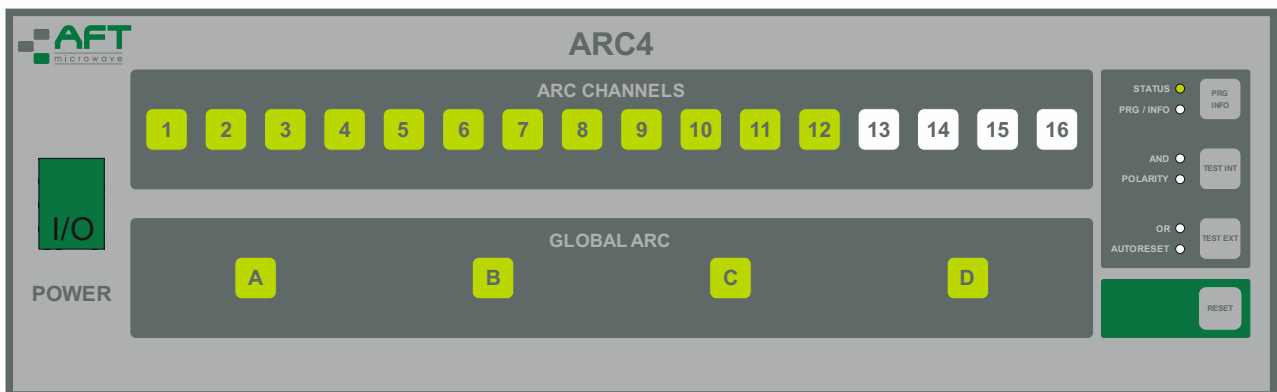 AFT
microwave
ARC4
ARC CHANNELS
1 2 3 4 5 6 7 8 9 10 11 12 13 14 15 16
STATUS
PRG / INFO
PRG
INFO
AND
POLARITY
TEST INT
I/O
POWER
GLOBAL ARC
A B C D
OR
AUTORESET
TEST EXT
RESET